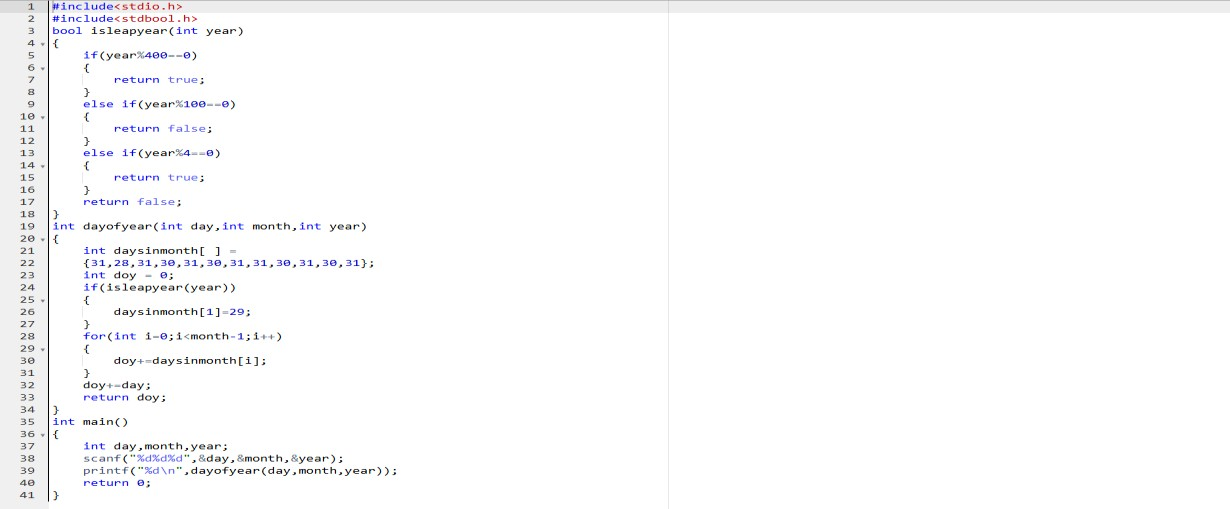 1 #include<stdio.h>
2 #include<stdbool.h>
3 bool isleapyear(int year)
4 {
5 if(year%400==0)
6 {
7 return true;
8 }
9 else if(year%100==0)
10 {
11 return false;
12 }
13 else if(year%4==0)
14 {
15 return true;
16 }
17 return false;
18 }
19 int dayofyear(int day,int month,int year)
20 {
21 int daysinmonth[ ] =
22 {31,28,31,30,31,30,31,31,30,31,30,31};
23 int doy = 0;
24 if(isleapyear(year))
25 {
26 daysinmonth[1]=29;
27 }
28 for(int i=0;i<month-1;i++)
29 {
30 doy+=daysinmonth[i];
31 }
32 doy+=day;
33 return doy;
34 }
35 int main()
36 {
37 int day,month,year;
38 scanf("%d%d%d",&day,&month,&year);
39 printf("%d\n",dayofyear(day,month,year));
40 return 0;
41 }